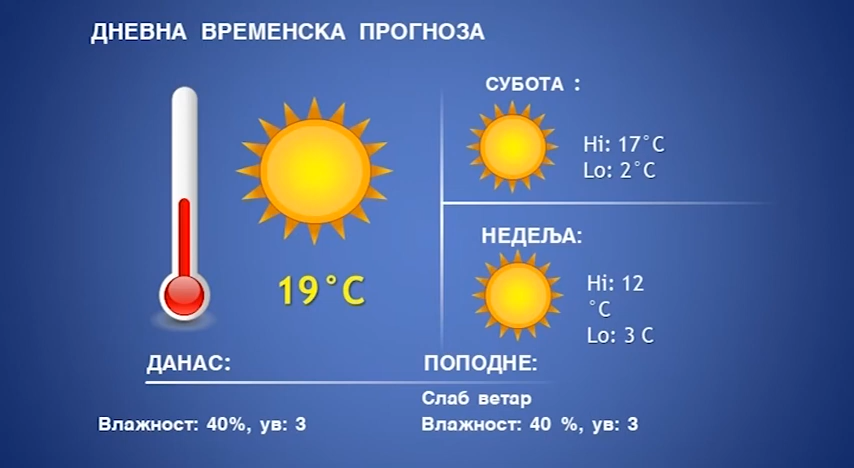 ДНЕВНА ВРЕМЕНСКА ПРОГНОЗА
19°C
СУБОТА :
Hi: 17°C
Lo: 2°C
НЕДЕЉА:
Hi: 12
°C
Lo: 3 C
ДАНАС:
Влажност: 40%, ув: 3
ПОПОДНЕ:
Слаб ветар
Влажност: 40 %, ув: 3